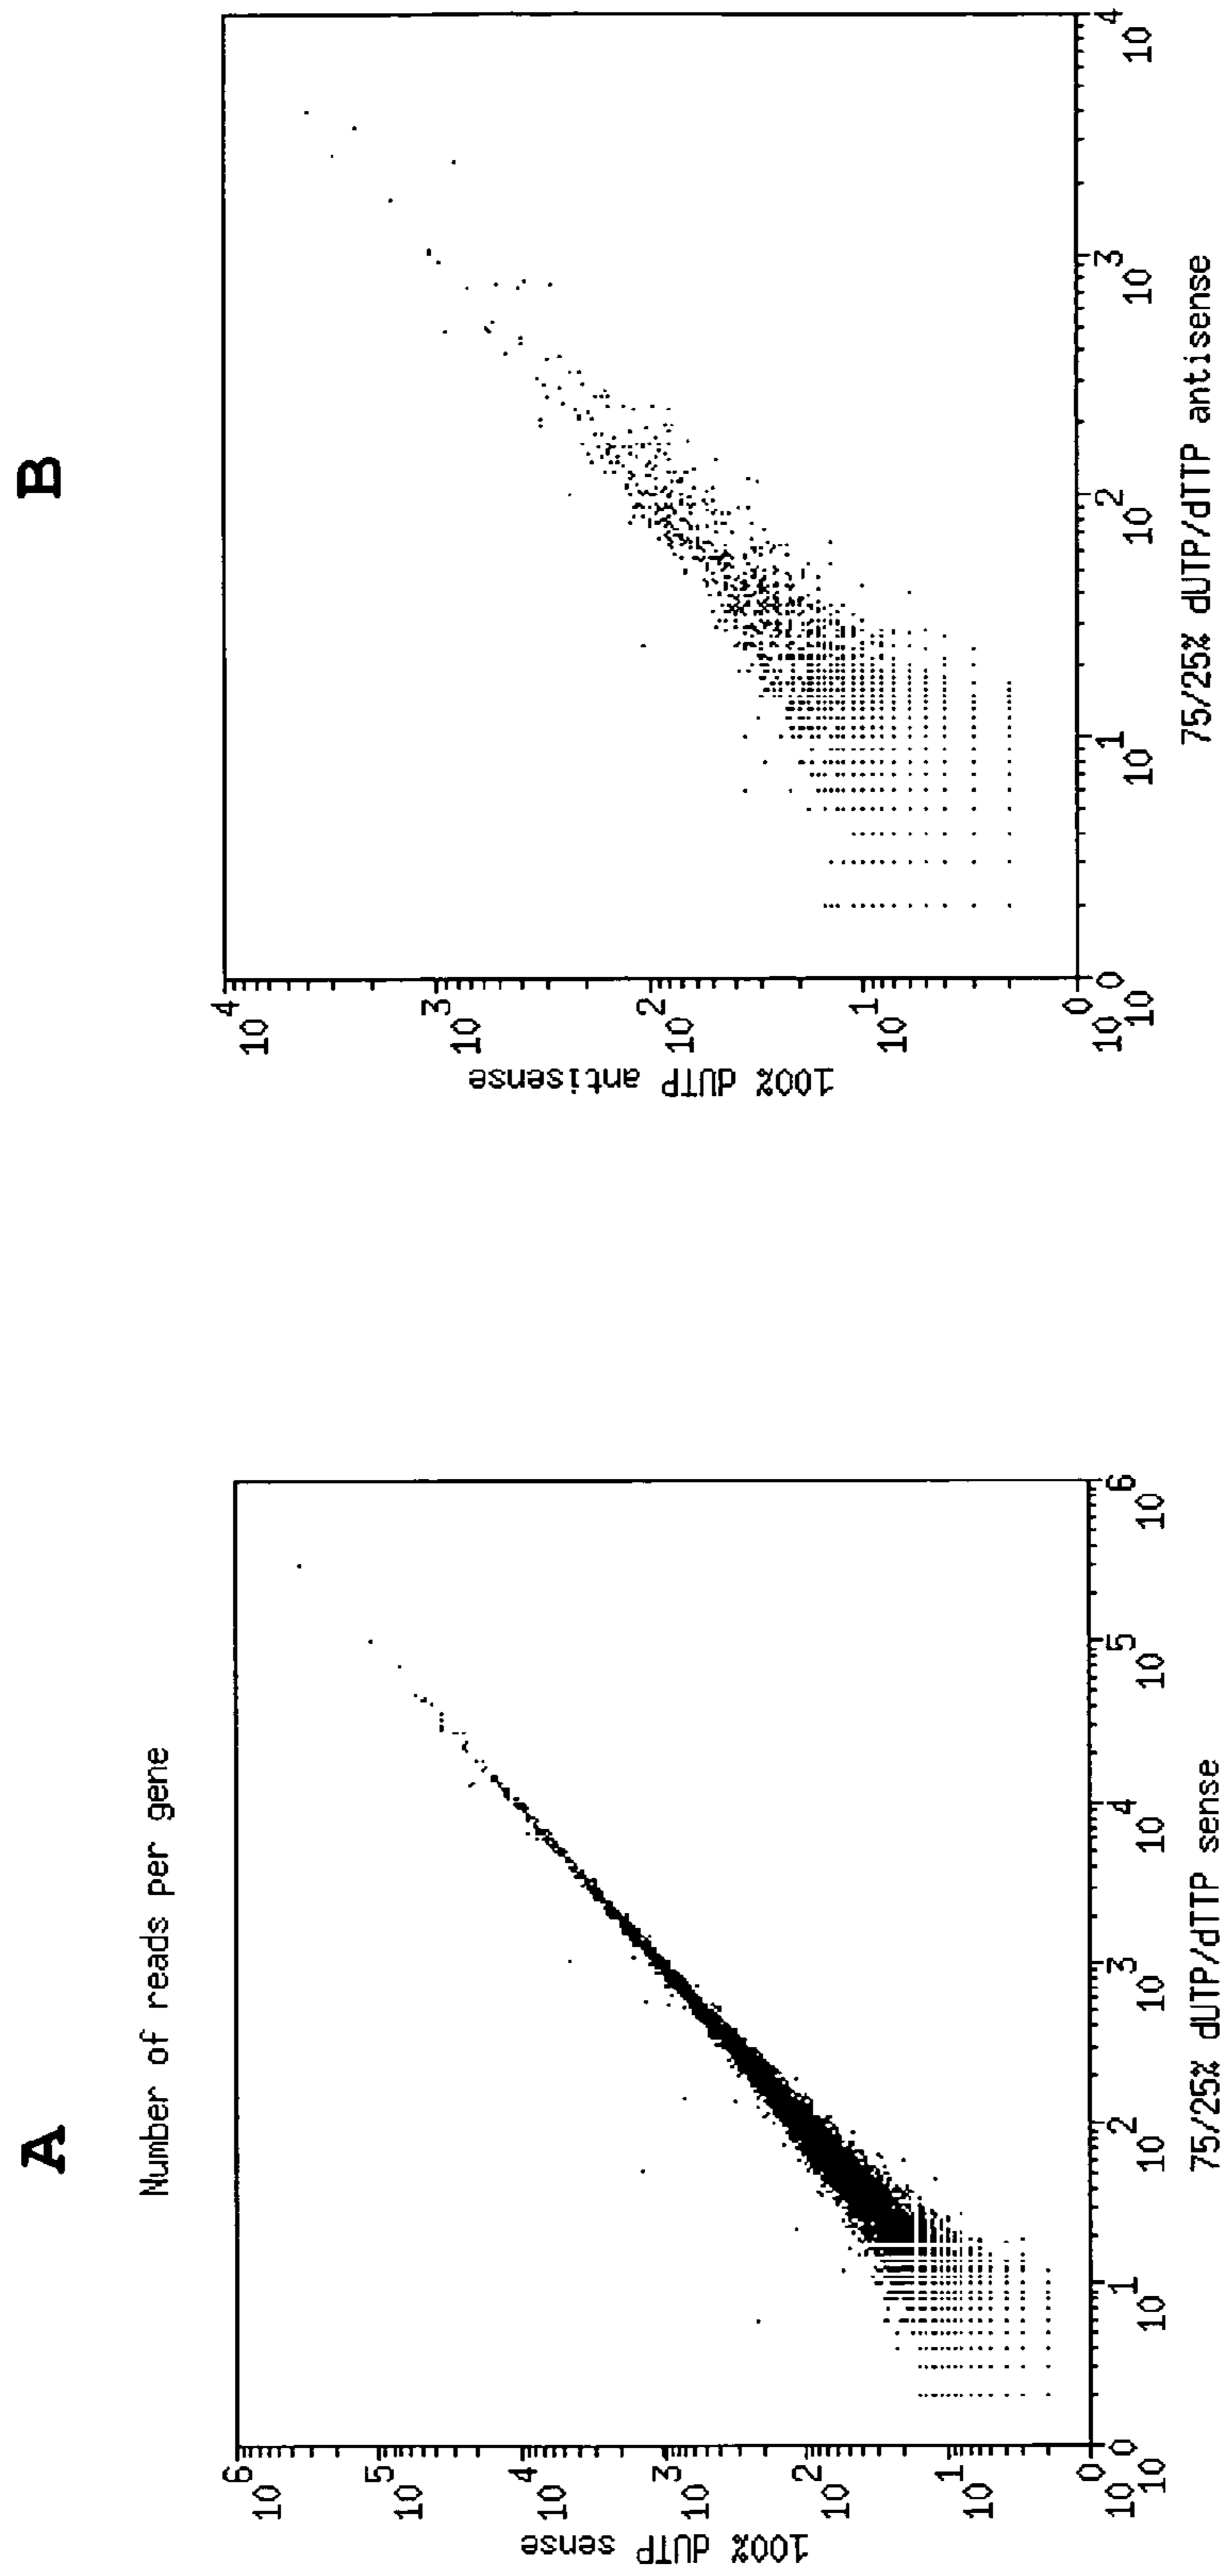 A
Number of reads per gene
100% dUTP sense
10^6
10^5
10^4
10^3
10^2
10^1
10^0
10^0 10^1 10^2 10^3 10^4 10^5 10^6
75/25% dUTP/dTTP sense
B
100% dUTP antisense
10^4
10^3
10^2
10^1
10^0
10^0 10^1 10^2 10^3 10^4
75/25% dUTP/dTTP antisense